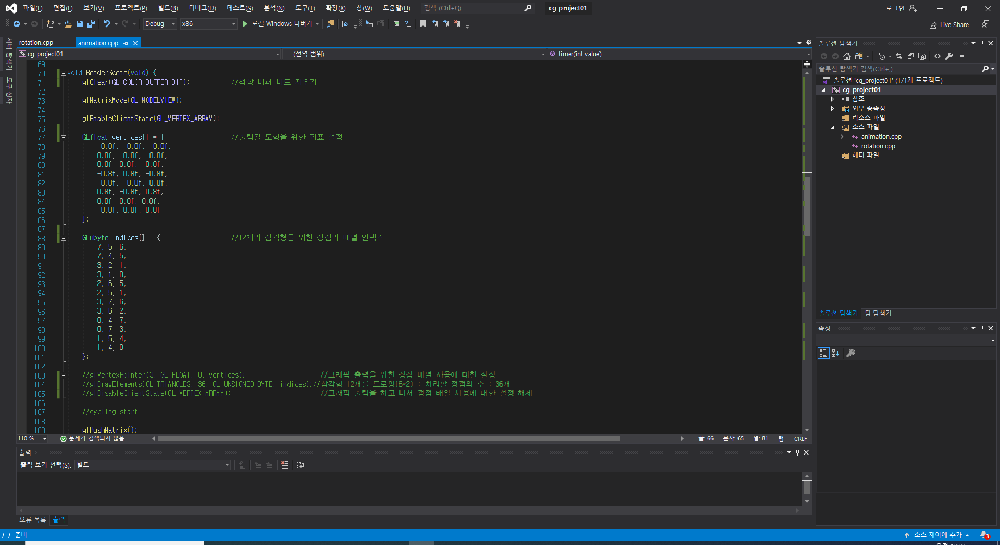 파일(F) 편집(E) 보기(V) 프로젝트(P) 빌드(B) 디버그(D) 테스트(S) 분석(N) 도구(T) 확장(X) 창(W) 도움말(H) 검색 (Ctrl+Q) cg_project01 로그인
Debug x86 로컬 Windows 디버거 Live Share
서버 탐색기
도구 상자
rotation.cpp animation.cpp
cg_project01 (전역 범위) timer(int value)
69
70 void RenderScene(void) {
71 glClear(GL_COLOR_BUFFER_BIT); //색상 버퍼 비트 지우기
72
73 glMatrixMode(GL_MODELVIEW);
74
75 glEnableClientState(GL_VERTEX_ARRAY);
76
77 GLfloat vertices[] = { //출력될 도형을 위한 좌표 설정
78 -0.8f, -0.8f, -0.8f,
79 0.8f, -0.8f, -0.8f,
80 0.8f, 0.8f, -0.8f,
81 -0.8f, 0.8f, -0.8f,
82 -0.8f, -0.8f, 0.8f,
83 0.8f, -0.8f, 0.8f,
84 0.8f, 0.8f, 0.8f,
85 -0.8f, 0.8f, 0.8f
86 };
87
88 GLubyte indices[] = { //12개의 삼각형을 위한 정점의 배열 인덱스
89 7, 5, 6,
90 7, 4, 5,
91 3, 2, 1,
92 3, 1, 0,
93 2, 6, 5,
94 2, 5, 1,
95 3, 7, 6,
96 3, 6, 2,
97 0, 4, 7,
98 0, 7, 3,
99 1, 5, 4,
100 1, 4, 0
101 };
102
103 //glVertexPointer(3, GL_FLOAT, 0, vertices); //그래픽 출력을 위한 정점 배열 사용에 대한 설정
104 //glDrawElements(GL_TRIANGLES, 36, GL_UNSIGNED_BYTE, indices);//삼각형 12개를 드로잉(6*2) : 처리할 정점의 수 : 36개
105 //glDisableClientState(GL_VERTEX_ARRAY); //그래픽 출력을 하고 나서 정점 배열 사용에 대한 설정 해제
106
107 //cycling start
108
109 glPushMatrix();
110 % 문제가 검색되지 않음 줄: 66 문자: 65 열: 81 탭 CRLF
출력
출력 보기 선택(S): 빌드
오류 목록 출력
솔루션 탐색기
솔루션 탐색기 검색(Ctrl+;)
솔루션 'cg_project01' (1/1개 프로젝트)
cg_project01
참조
외부 종속성
리소스 파일
소스 파일
animation.cpp
rotation.cpp
헤더 파일
솔루션 탐색기 팀 탐색기
속성
준비 소스 제어에 추가 3